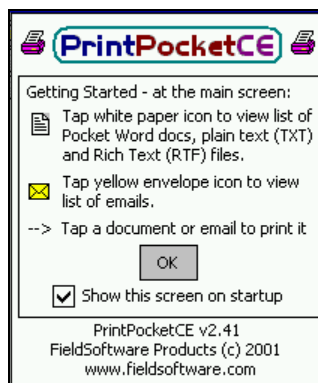 PrintPocketCE
Getting Started - at the main screen:
Tap white paper icon to view list of
Pocket Word docs, plain text (TXT)
and Rich Text (RTF) files.
Tap yellow envelope icon to view
list of emails.
--> Tap a document or email to print it
OK
Show this screen on startup
PrintPocketCE v2.41
FieldSoftware Products (c) 2001
www.fieldsoftware.com